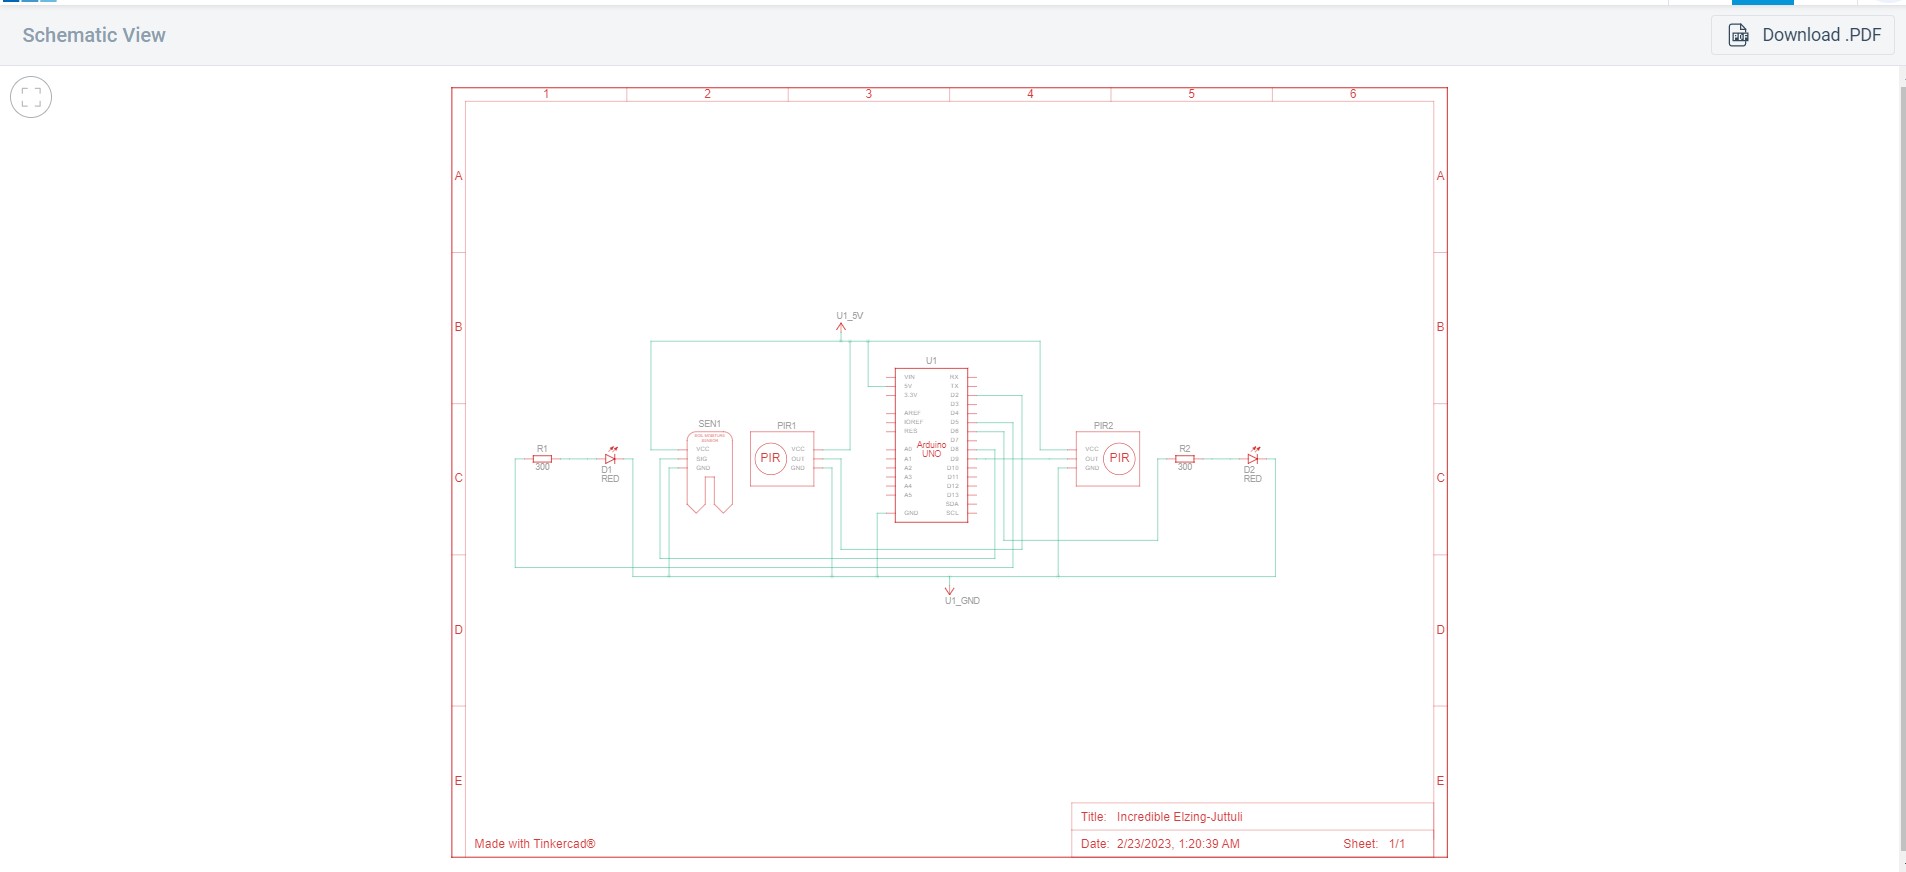 Schematic View
Download .PDF
1 2 3 4 5 6
A A
B B
C C
D D
E E
U1_5V
U1
VIN RX
5V TX
3.3V D2
D3
AREF D4
IOREF D5
RES D6
D7
A0 D8
A1 D9
A2 D10
A3 D11
A4 D12
A5 D13
SDA
GND SCL
Arduino
UNO
SEN1
SOIL MOISTURE
SENSOR
VCC
SIG
GND
PIR1
PIR
VCC
OUT
GND
PIR2
VCC
OUT
GND
PIR
R1
300
D1
RED
R2
300
D2
RED
U1_GND
Title: Incredible Elzing-Juttuli
Made with Tinkercad®
Date: 2/23/2023, 1:20:39 AM
Sheet: 1/1